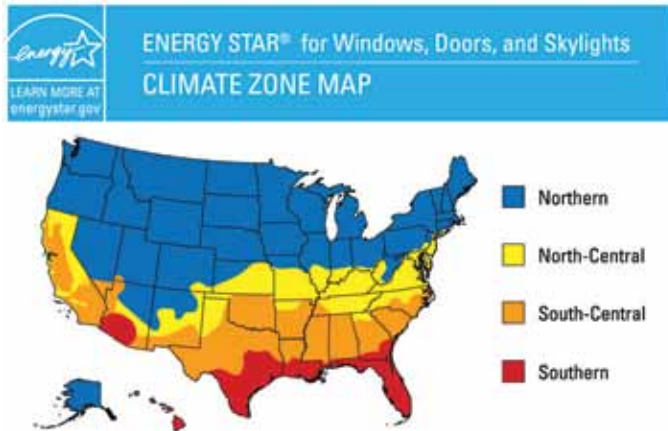 energy
LEARN MORE AT
energystar.gov
ENERGY STAR® for Windows, Doors, and Skylights
CLIMATE ZONE MAP
Northern
North-Central
South-Central
Southern